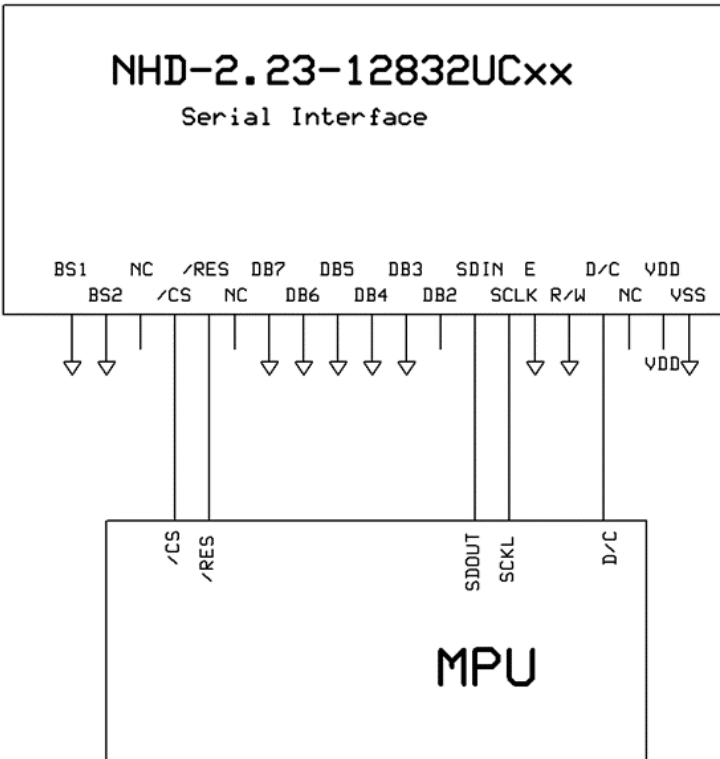 NHD-2.23-12832UCxx
Serial Interface
BS1 NC /RES DB7 DB5 DB3 SDIN E D/C VDD
BS2 /CS NC DB6 DB4 DB2 SCLK R/W NC VSS
VDD
/CS /RES SDOUT SCKL D/C
MPU